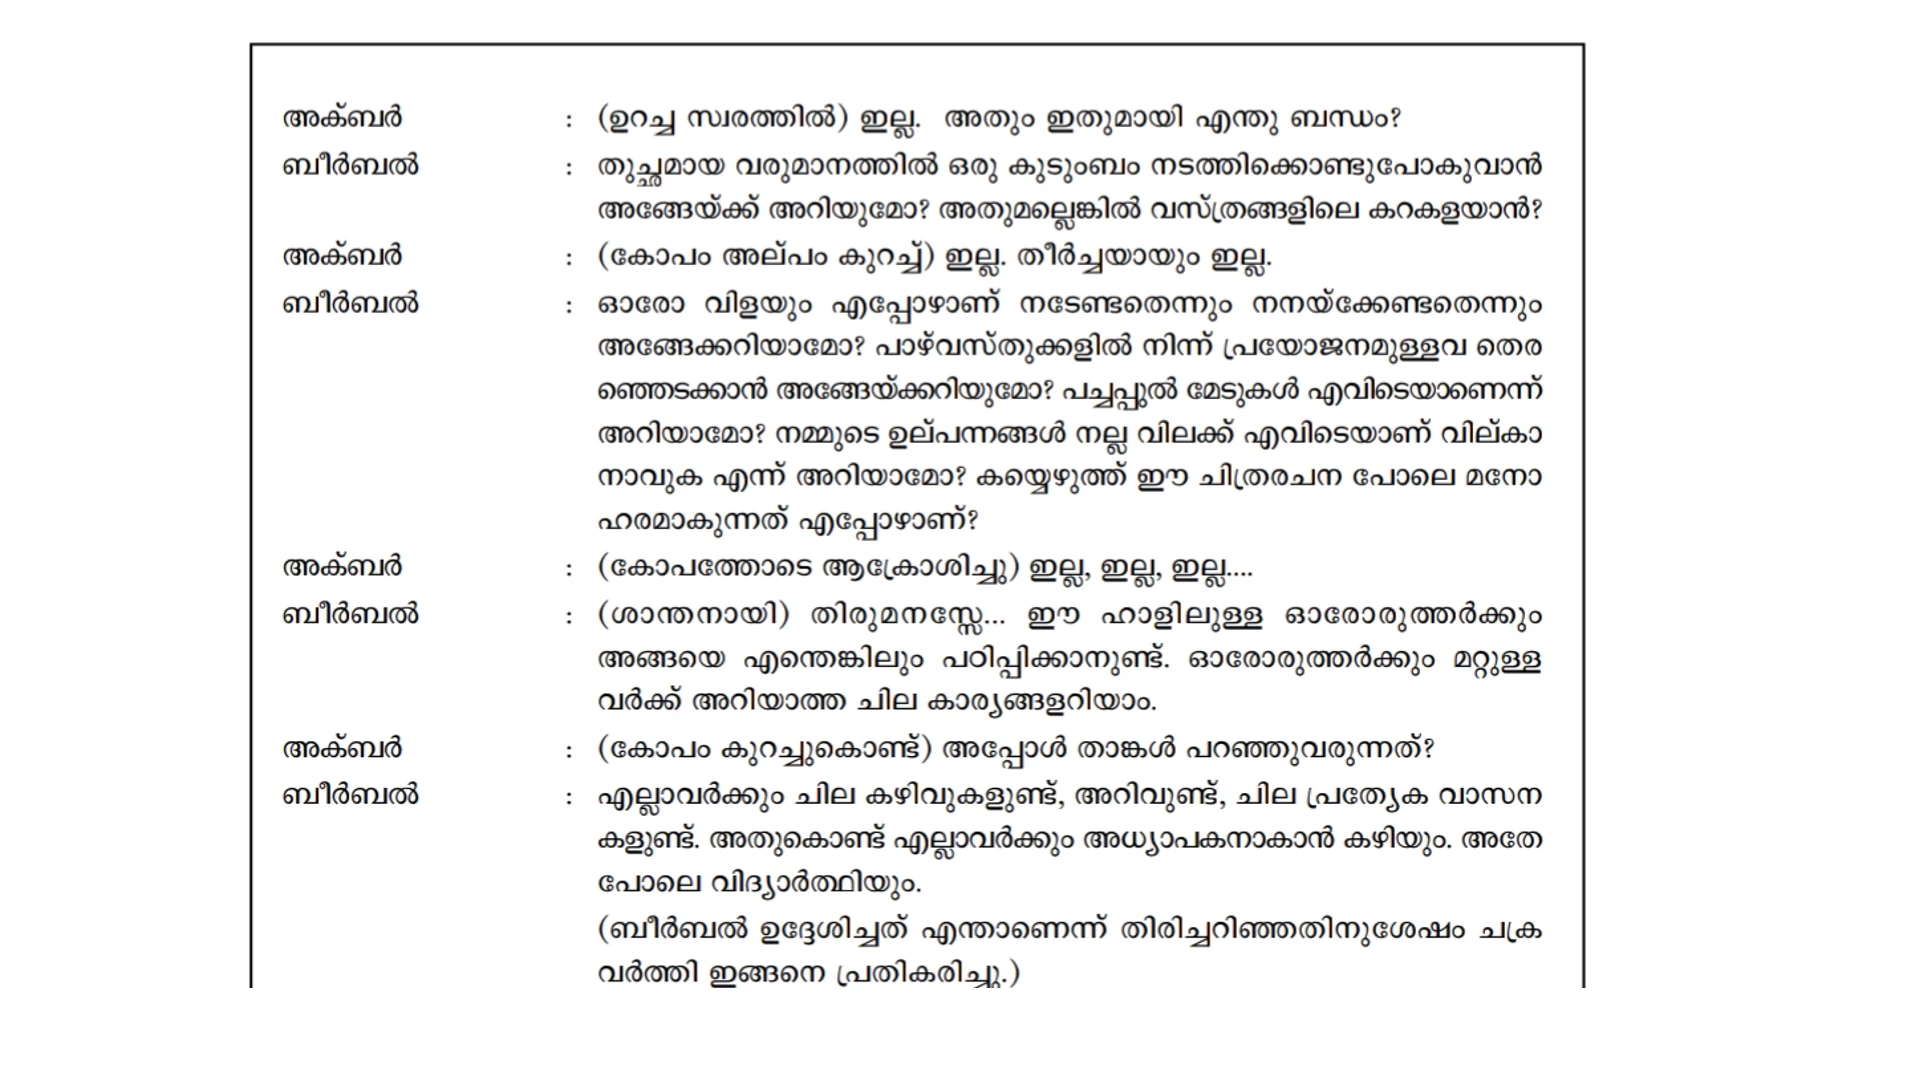 അക്ബർ : (ഉറച്ച സ്വരത്തിൽ) ഇല്ല. അതും ഇതുമായി എന്തു ബന്ധം?
ബീർബൽ : തുച്ഛമായ വരുമാനത്തിൽ ഒരു കുടുംബം നടത്തിക്കൊണ്ടുപോകുവാൻ
അങ്ങേയ്ക്ക് അറിയുമോ? അതുമല്ലെങ്കിൽ വസ്ത്രങ്ങളിലെ കറകളയാൻ?
അക്ബർ : (കോപം അല്പം കുറച്ച്) ഇല്ല. തീർച്ചയായും ഇല്ല.
ബീർബൽ : ഓരോ വിളയും എപ്പോഴാണ് നടേണ്ടതെന്നും നനയ്ക്കേണ്ടതെന്നും
അങ്ങേക്കറിയാമോ? പാഴ്‌വസ്തുക്കളിൽ നിന്ന് പ്രയോജനമുള്ളവ തെര
ഞ്ഞെടക്കാൻ അങ്ങേയ്ക്കറിയുമോ? പച്ചപ്പുൽ മേടുകൾ എവിടെയാണെന്ന്
അറിയാമോ? നമ്മുടെ ഉല്പന്നങ്ങൾ നല്ല വിലക്ക് എവിടെയാണ് വില്കാ
നാവുക എന്ന് അറിയാമോ? കയ്യെഴുത്ത് ഈ ചിത്രരചന പോലെ മനോ
ഹരമാകുന്നത് എപ്പോഴാണ്?
അക്ബർ : (കോപത്തോടെ ആക്രോശിച്ചു) ഇല്ല, ഇല്ല, ഇല്ല....
ബീർബൽ : (ശാന്തനായി) തിരുമനസ്സേ... ഈ ഹാളിലുള്ള ഓരോരുത്തർക്കും
അങ്ങയെ എന്തെങ്കിലും പഠിപ്പിക്കാനുണ്ട്. ഓരോരുത്തർക്കും മറ്റുള്ള
വർക്ക് അറിയാത്ത ചില കാര്യങ്ങളറിയാം.
അക്ബർ : (കോപം കുറച്ചുകൊണ്ട്) അപ്പോൾ താങ്കൾ പറഞ്ഞുവരുന്നത്?
ബീർബൽ : എല്ലാവർക്കും ചില കഴിവുകളുണ്ട്, അറിവുണ്ട്, ചില പ്രത്യേക വാസന
കളുണ്ട്. അതുകൊണ്ട് എല്ലാവർക്കും അധ്യാപകനാകാൻ കഴിയും. അതേ
പോലെ വിദ്യാർത്ഥിയും.
(ബീർബൽ ഉദ്ദേശിച്ചത് എന്താണെന്ന് തിരിച്ചറിഞ്ഞതിനുശേഷം ചക്ര
വർത്തി ഇങ്ങനെ പ്രതികരിച്ചു.)